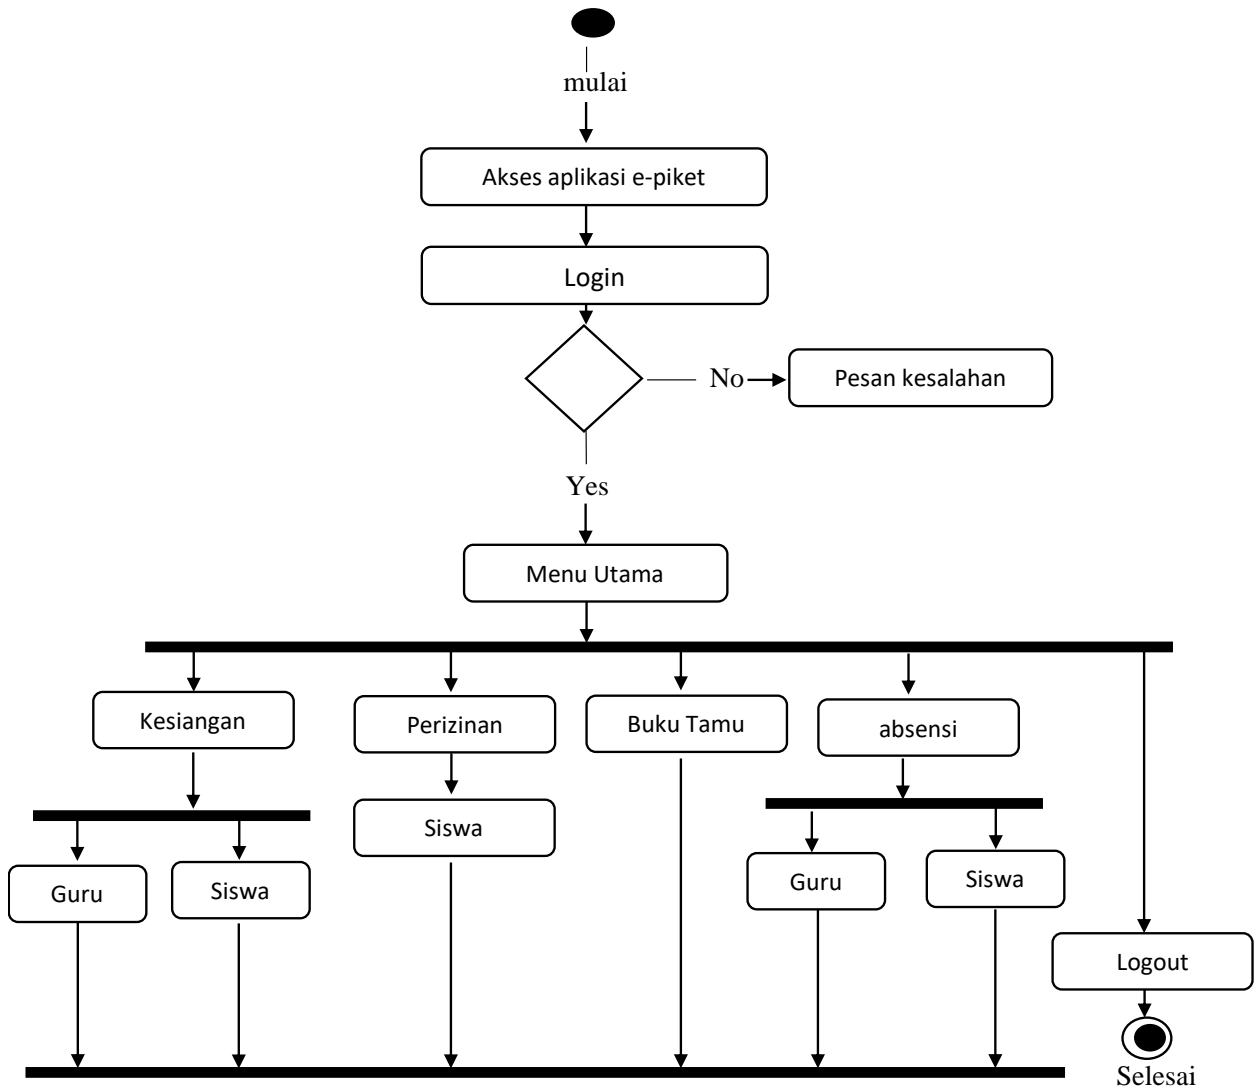 mulai
Akses aplikasi e-piket
Login
No
Pesan kesalahan
Yes
Menu Utama
Kesiangan
Perizinan
Buku Tamu
absensi
Siswa
Guru
Siswa
Guru
Siswa
Logout
Selesai